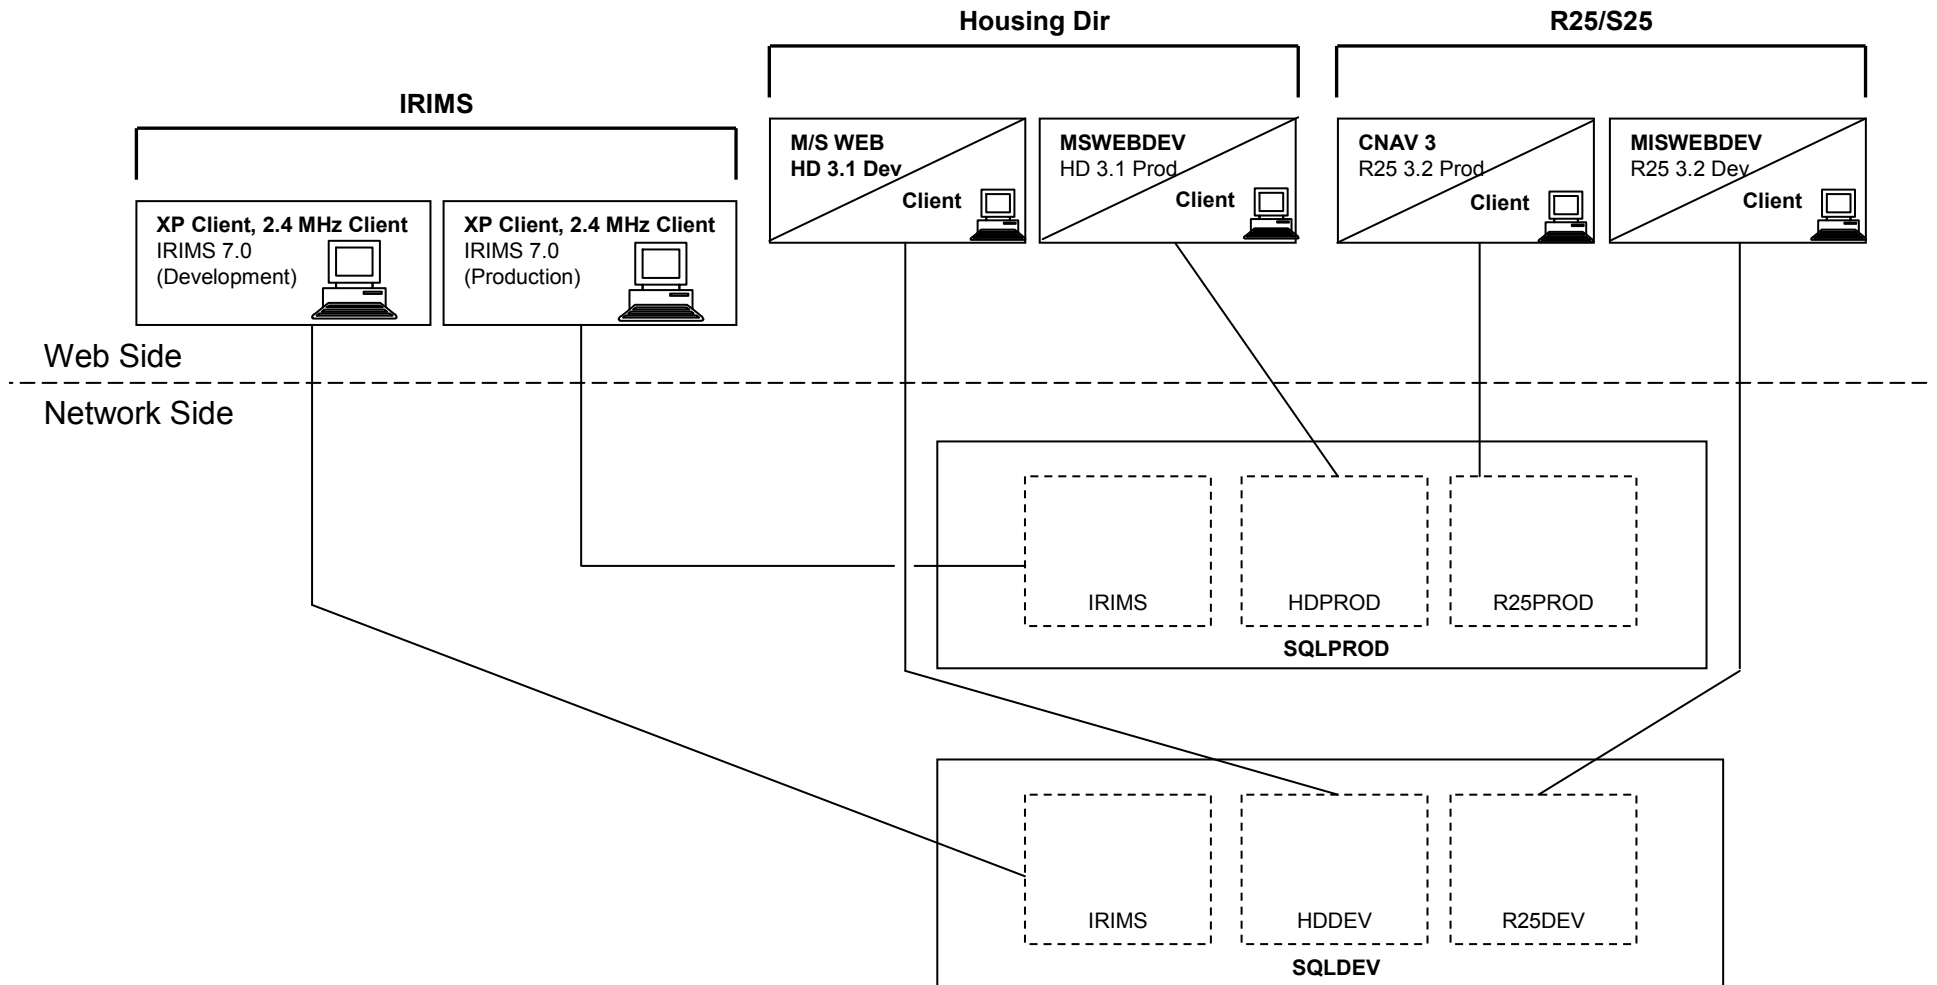 Housing Dir
R25/S25
IRIMS
M/S WEB
HD 3.1 Dev
Client
MSWEBDEV
HD 3.1 Prod
Client
CNAV 3
R25 3.2 Prod
Client
MISWEBDEV
R25 3.2 Dev
Client
XP Client, 2.4 MHz Client
IRIMS 7.0
(Development)
XP Client, 2.4 MHz Client
IRIMS 7.0
(Production)
Web Side
Network Side
IRIMS
HDPROD
R25PROD
SQLPROD
IRIMS
HDDEV
R25DEV
SQLDEV